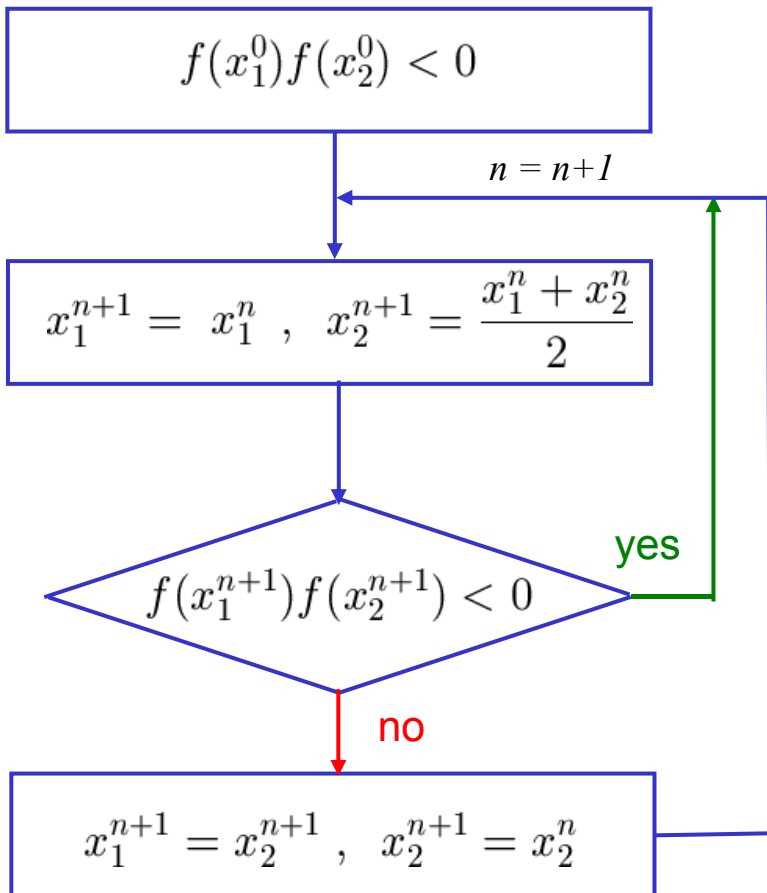 f(x_1^0)f(x_2^0) < 0
n = n+1
x_1^{n+1} = x_1^n , x_2^{n+1} = \frac{x_1^n + x_2^n}{2}
yes
f(x_1^{n+1})f(x_2^{n+1}) < 0
no
x_1^{n+1} = x_2^{n+1} , x_2^{n+1} = x_2^n